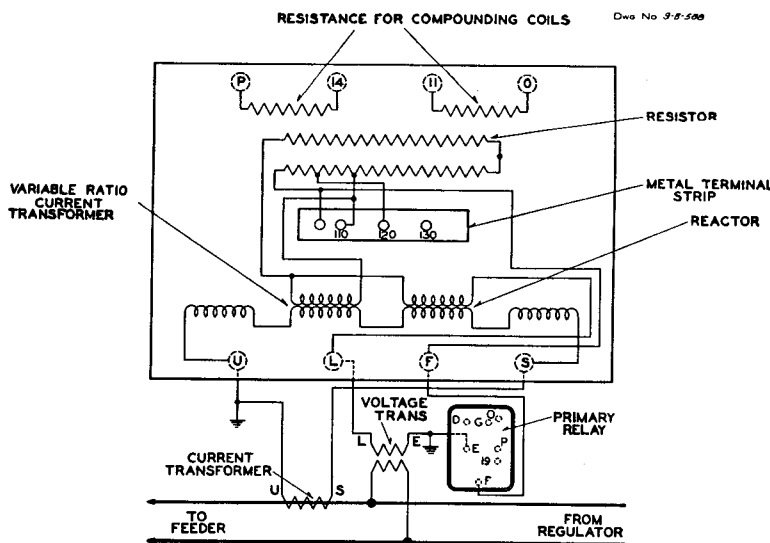 RESISTANCE FOR COMPOUNDING COILS
Dwg No 9-B-588
P 14 11 0
RESISTOR
METAL TERMINAL
STRIP
VARIABLE RATIO
CURRENT
TRANSFORMER
110 120 130
REACTOR
U L F S
VOLTAGE
TRANS
L E
D G O
E P
19
F
PRIMARY
RELAY
CURRENT
TRANSFORMER
U S
TO
FEEDER
FROM
REGULATOR